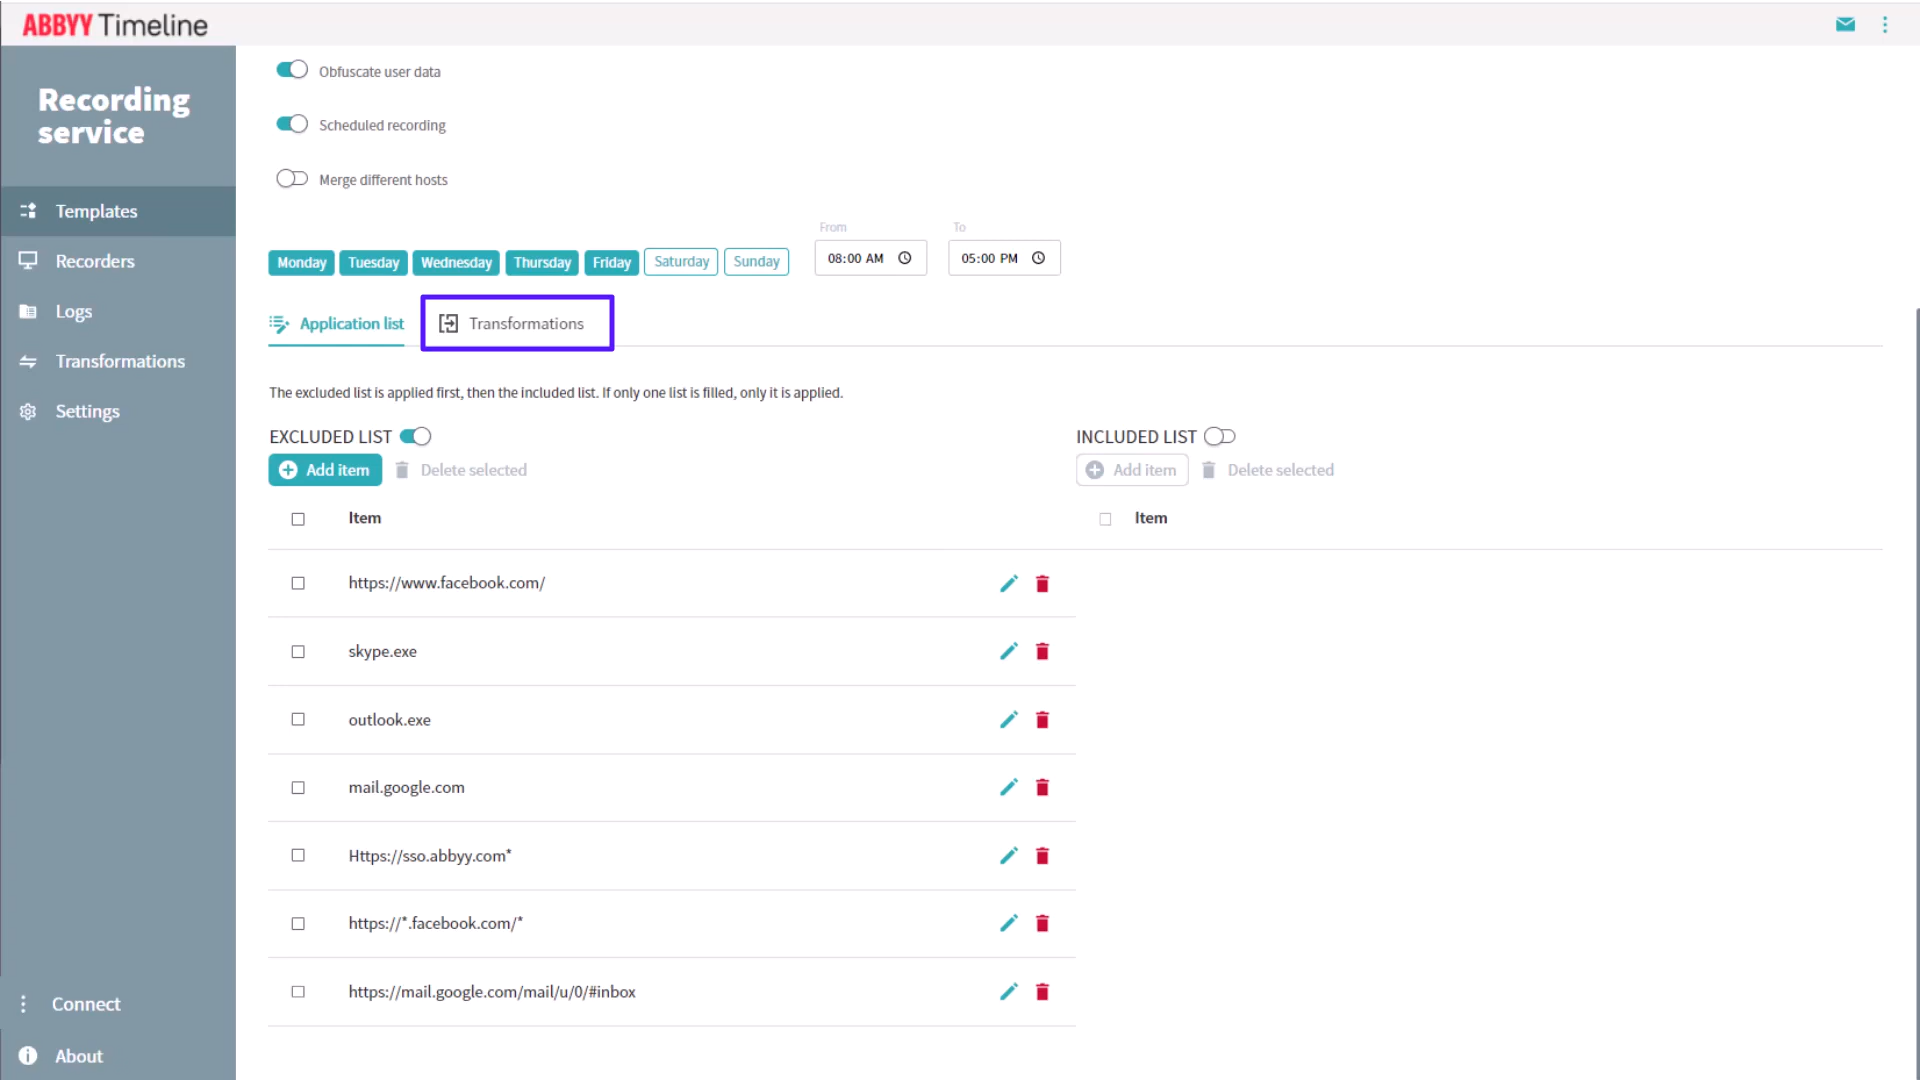 ABBYY Timeline
Recording
service
Templates
Recorders
Logs
Transformations
Settings
Connect
About
Obfuscate user data
Scheduled recording
Merge different hosts
From To
Monday Tuesday Wednesday Thursday Friday Saturday Sunday 08:00 AM 05:00 PM
Application list Transformations
The excluded list is applied first, then the included list. If only one list is filled, only it is applied.
EXCLUDED LIST
Add item Delete selected
Item
https://www.facebook.com/
skype.exe
outlook.exe
mail.google.com
Https://sso.abbyy.com*
https://*.facebook.com/*
https://mail.google.com/mail/u/0/#inbox
INCLUDED LIST
Add item Delete selected
Item